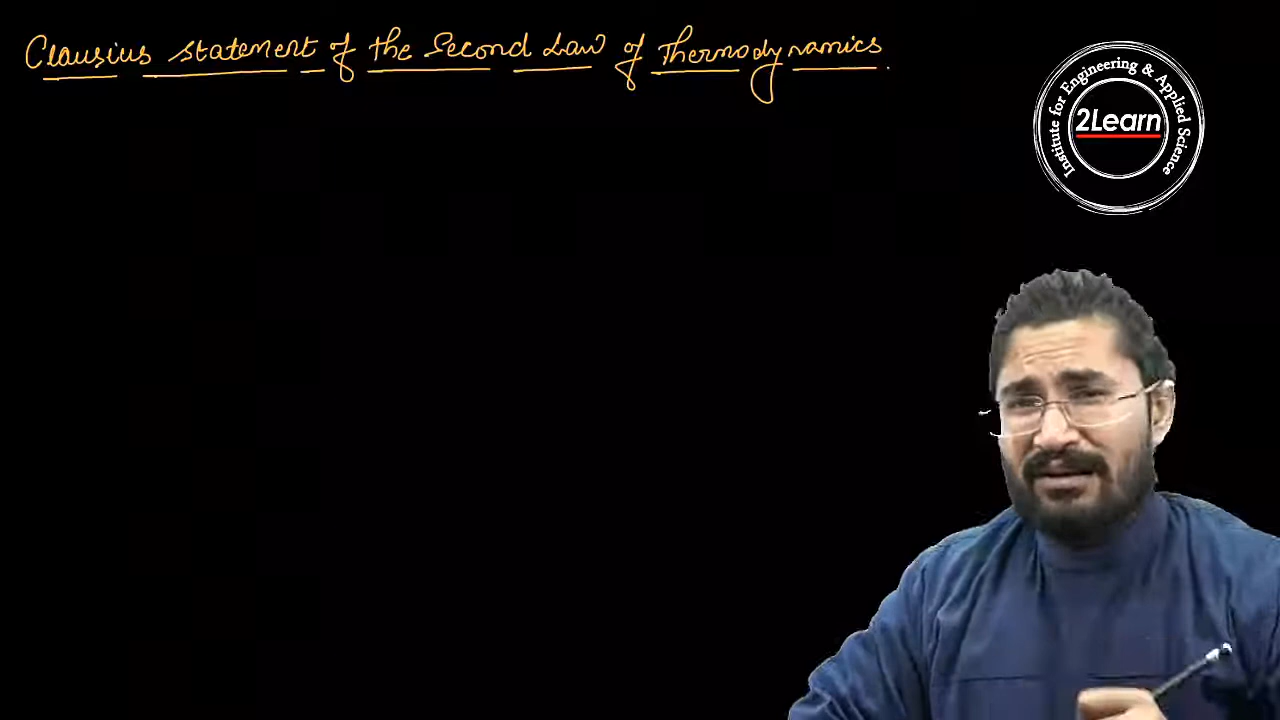 Clausius statement of the Second Law of Thermodynamics.
Institute for Engineering & Applied Science
2Learn